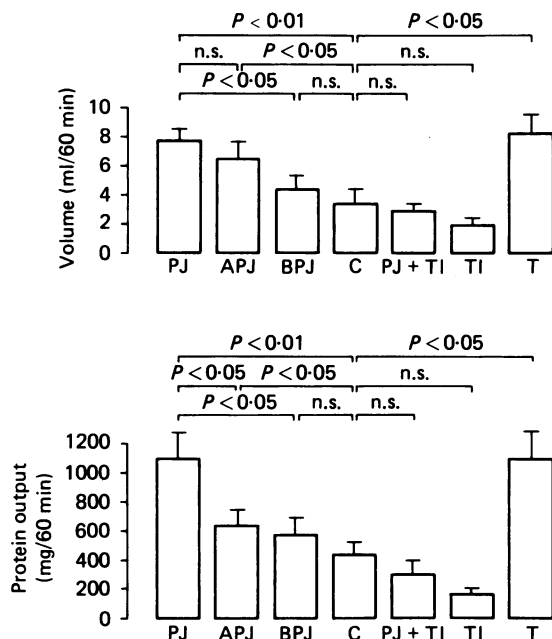 P < 0·01
P < 0·05
n.s.
P < 0·05
n.s.
P < 0·05
n.s.
n.s.
10
8
6
4
2
0
Volume (ml/60 min)
PJ APJ BPJ C PJ + TI TI T
P < 0·01
P < 0·05
P < 0·05
P < 0·05
n.s.
P < 0·05
n.s.
n.s.
1200
1000
800
600
400
200
0
Protein output
(mg/60 min)
PJ APJ BPJ C PJ + TI TI T